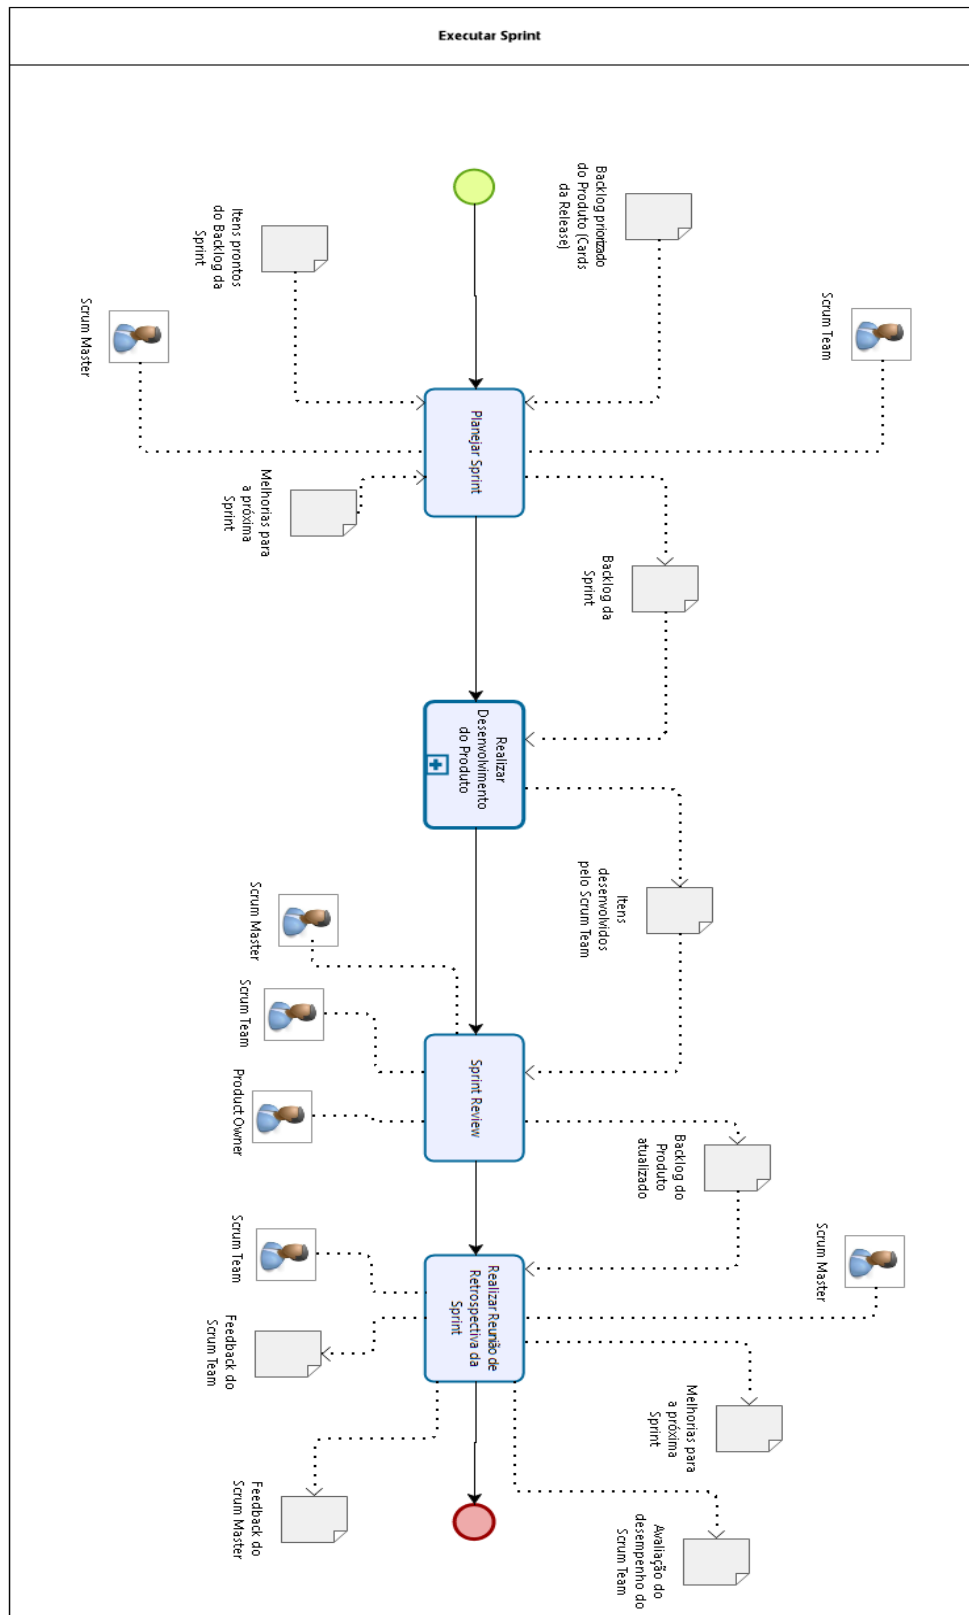 Executar Sprint
Backlog priorizado
do Produto (Cards
da Release)
Itens prontos
do Backlog da
Sprint
Scrum Team
Scrum Master
Planejar Sprint
Melhorias para
a próxima
Sprint
Backlog da
Sprint
Realizar
Desenvolvimento
do Produto
Itens
desenvolvidos
pelo Scrum Team
Scrum Master
Scrum Team
Product Owner
Sprint Review
Backlog do
Produto
atualizado
Scrum Team
Scrum Master
Realizar Reunião de
Retrospectiva da
Sprint
Feedback do
Scrum Team
Melhorias para
a próxima
Sprint
Feedback do
Scrum Master
Avaliação do
desempenho do
Scrum Team